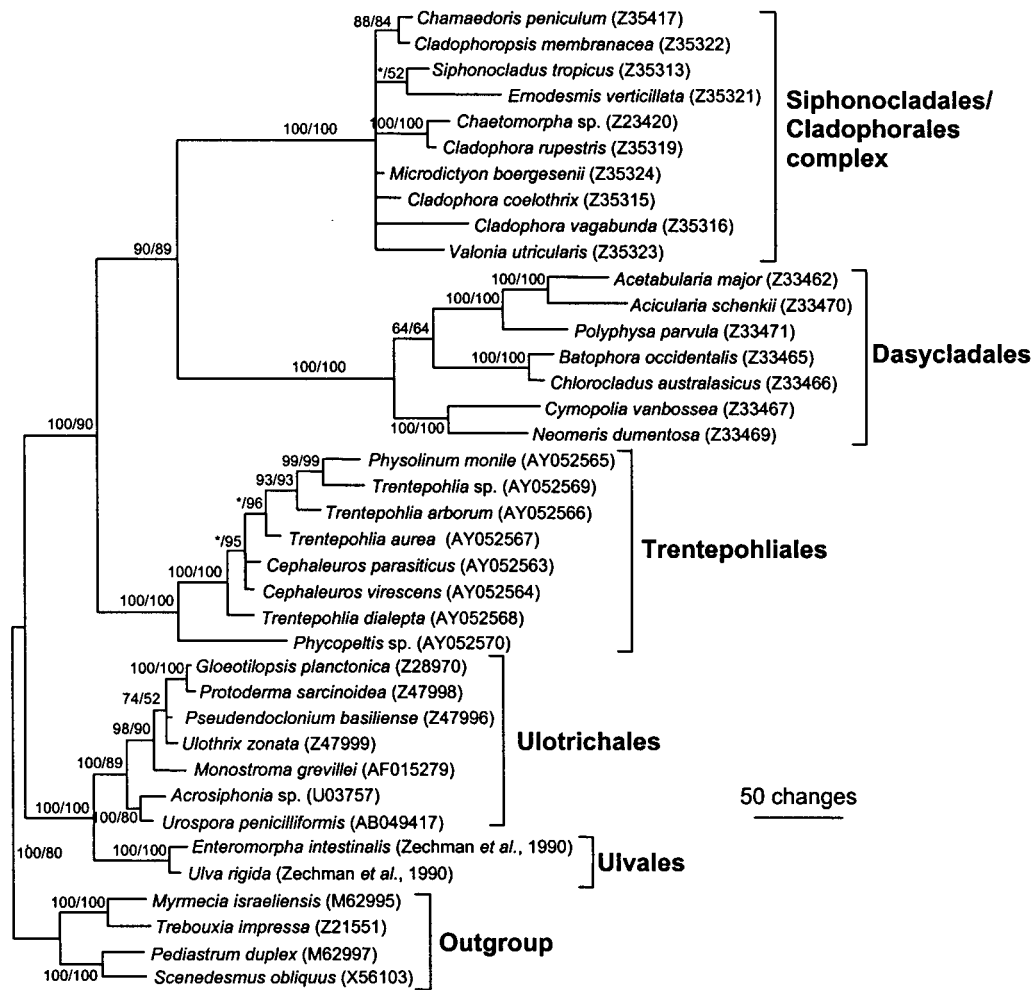 88/84
Chamaedoris peniculum (Z35417)
Cladophoropsis membranacea (Z35322)
*/52
Siphonocladus tropicus (Z35313)
Ernodesmis verticillata (Z35321)
100/100
100/100
Chaetomorpha sp. (Z23420)
Cladophora rupestris (Z35319)
Microdictyon boergesenii (Z35324)
Cladophora coelothrix (Z35315)
Cladophora vagabunda (Z35316)
Valonia utricularis (Z35323)
Siphonocladales/
Cladophorales
complex
90/89
100/100
Acetabularia major (Z33462)
100/100
Acicularia schenkii (Z33470)
Polyphysa parvula (Z33471)
64/64
100/100
Batophora occidentalis (Z33465)
Chlorocladus australasicus (Z33466)
100/100
Cymopolia vanbossea (Z33467)
100/100
Neomeris dumentosa (Z33469)
Dasycladales
100/90
99/99
Physolinum monile (AY052565)
93/93
Trentepohlia sp. (AY052569)
*/96
Trentepohlia arborum (AY052566)
*/95
Trentepohlia aurea (AY052567)
Cephaleuros parasiticus (AY052563)
100/100
Cephaleuros virescens (AY052564)
100/100
Trentepohlia dialepta (AY052568)
Phycopeltis sp. (AY052570)
Trentepohliales
100/100
Gloeotilopsis planctonica (Z28970)
Protoderma sarcinoidea (Z47998)
74/52
Pseudendoclonium basiliense (Z47996)
98/90
Ulothrix zonata (Z47999)
100/89
Monostroma grevillei (AF015279)
Acrosiphonia sp. (U03757)
100/100
100/80
Urospora penicilliformis (AB049417)
Ulotrichales
50 changes
100/80
100/100
Enteromorpha intestinalis (Zechman et al., 1990)
Ulva rigida (Zechman et al., 1990)
Ulvales
100/100
Myrmecia israeliensis (M62995)
Trebouxia impressa (Z21551)
Pediastrum duplex (M62997)
100/100
Scenedesmus obliquus (X56103)
Outgroup